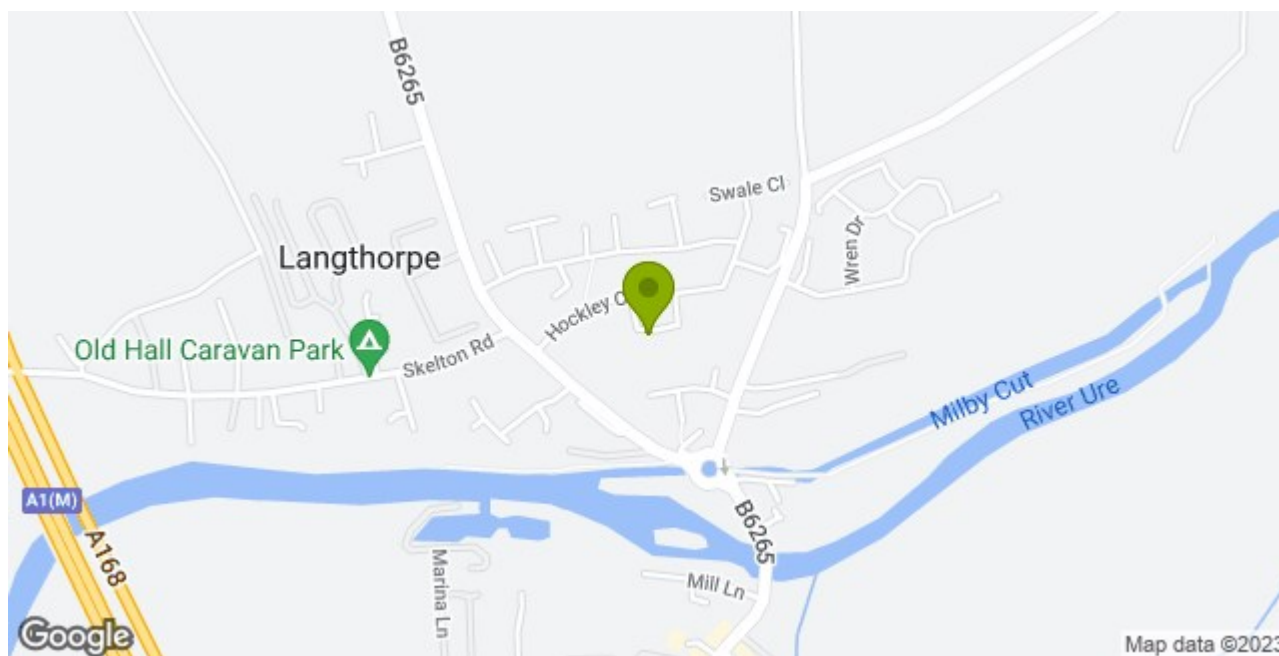 B6265
Swale Cl
Wren Dr
Langthorpe
Hockley C
Old Hall Caravan Park
Skelton Rd
Milby Cut
River Ure
A1(M)
A168
B6265
Marina Ln
Mill Ln
Google
Map data ©2023